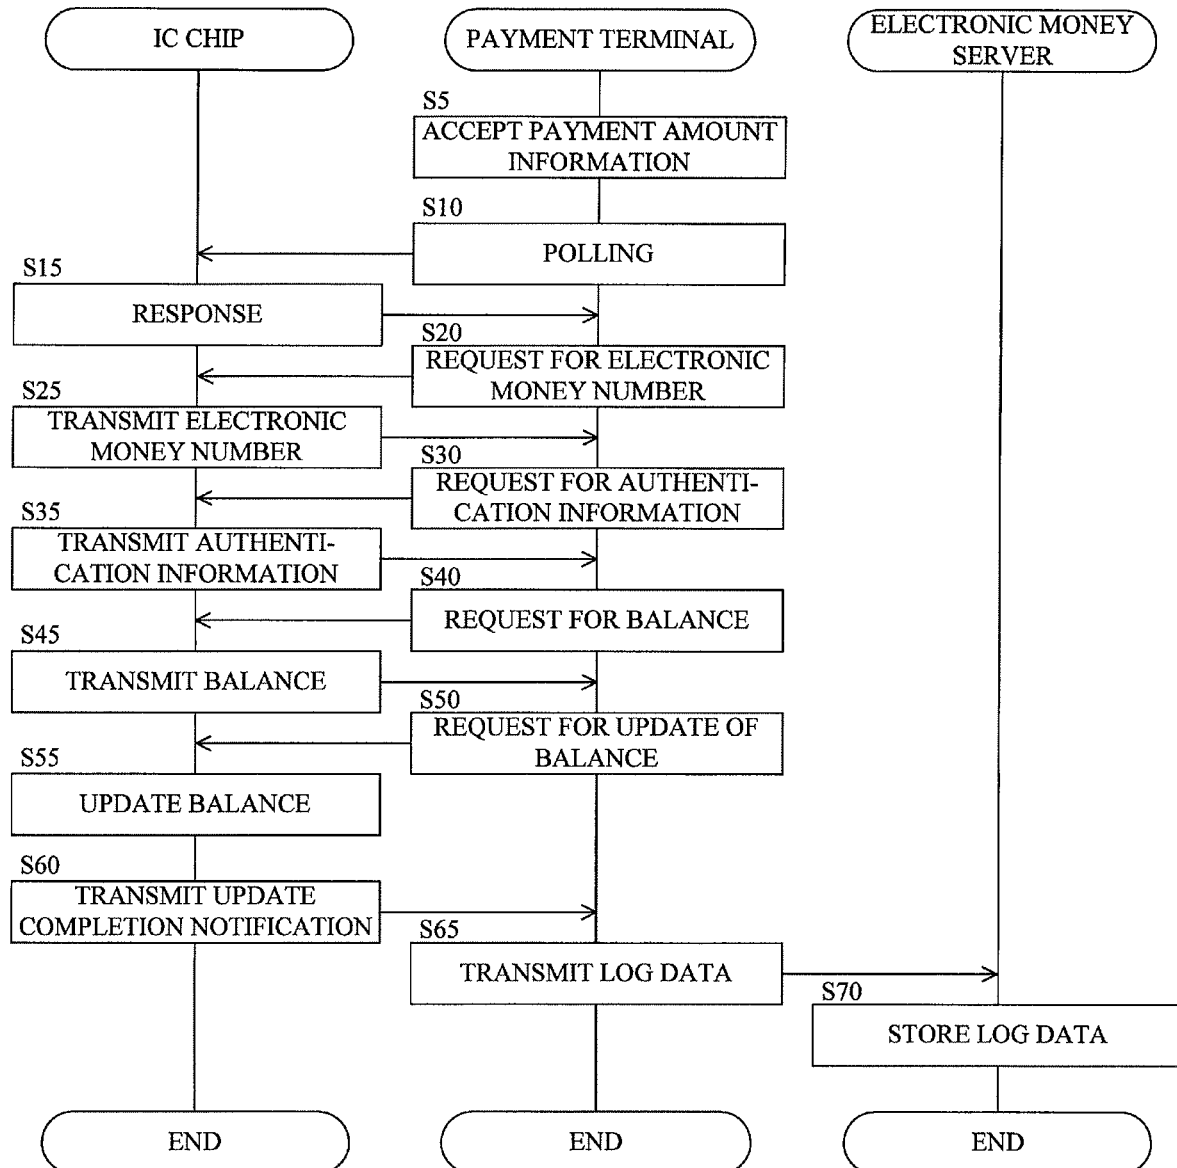 IC CHIP
PAYMENT TERMINAL
ELECTRONIC MONEY
SERVER
S5
ACCEPT PAYMENT AMOUNT
INFORMATION
S10
POLLING
S15
RESPONSE
S20
REQUEST FOR ELECTRONIC
MONEY NUMBER
S25
TRANSMIT ELECTRONIC
MONEY NUMBER
S30
REQUEST FOR AUTHENTI-
CATION INFORMATION
S35
TRANSMIT AUTHENTI-
CATION INFORMATION
S40
REQUEST FOR BALANCE
S45
TRANSMIT BALANCE
S50
REQUEST FOR UPDATE OF
BALANCE
S55
UPDATE BALANCE
S60
TRANSMIT UPDATE
COMPLETION NOTIFICATION
S65
TRANSMIT LOG DATA
S70
STORE LOG DATA
END
END
END